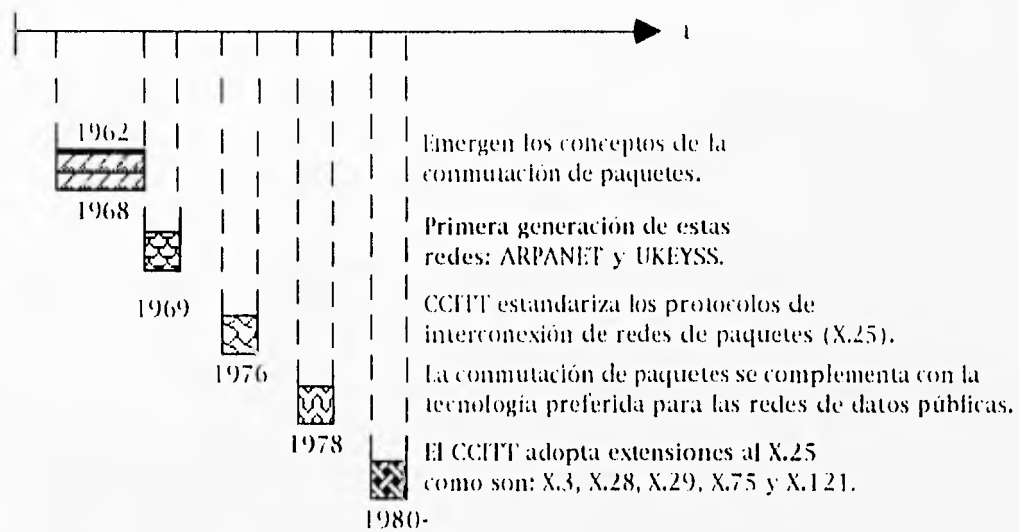 t
1962
1968
Emergen los conceptos de la
conmutación de paquetes.
Primera generación de estas
redes: ARPANET y UKEYSS.
1969
CCITT estandariza los protocolos de
interconexión de redes de paquetes (X.25).
1976
La conmutación de paquetes se complementa con la
tecnología preferida para las redes de datos públicas.
1978
El CCITT adopta extensiones al X.25
como son: X.3, X.28, X.29, X.75 y X.121.
1980-